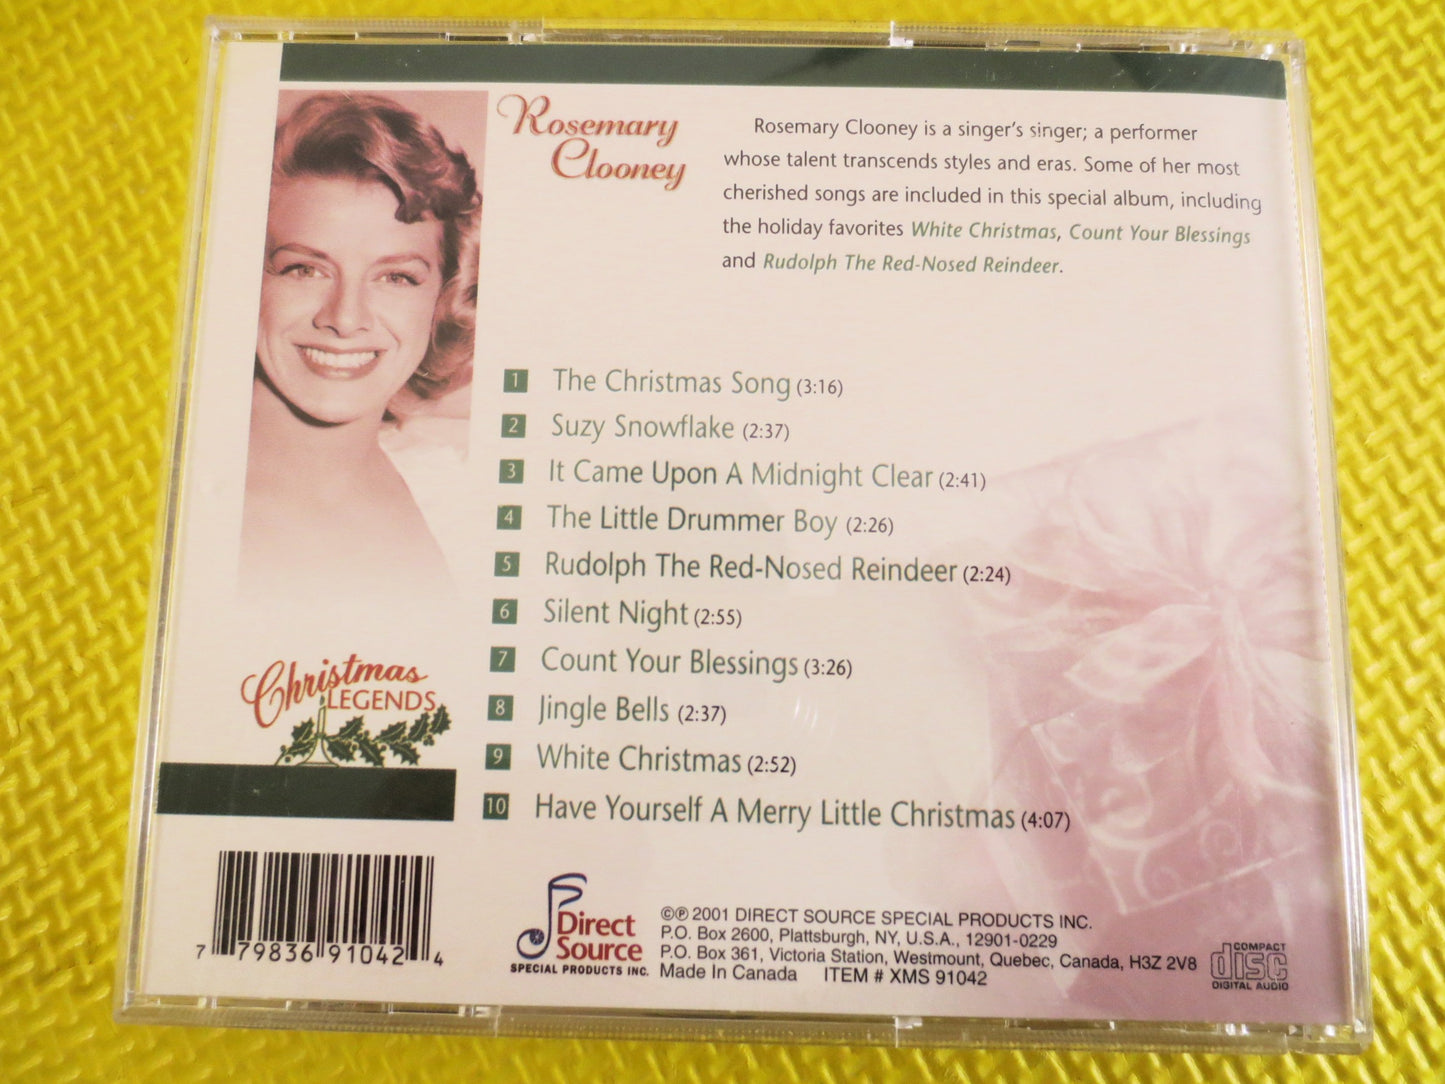 Rosemary
Clooney
Rosemary Clooney is a singer's singer; a performer
whose talent transcends styles and eras. Some of her most
cherished songs are included in this special album, including
the holiday favorites White Christmas, Count Your Blessings
and Rudolph The Red-Nosed Reindeer.
1 The Christmas Song (3:16)
2 Suzy Snowflake (2:37)
3 It Came Upon A Midnight Clear (2:41)
4 The Little Drummer Boy (2:26)
5 Rudolph The Red-Nosed Reindeer (2:24)
6 Silent Night (2:55)
7 Count Your Blessings (3:26)
8 Jingle Bells (2:37)
9 White Christmas (2:52)
10 Have Yourself A Merry Little Christmas (4:07)
Christmas
LEGENDS
7 79836 91042 4
Direct
Source
SPECIAL PRODUCTS INC.
©℗ 2001 DIRECT SOURCE SPECIAL PRODUCTS INC.
P.O. Box 2600, Plattsburgh, NY, U.S.A., 12901-0229
P.O. Box 361, Victoria Station, Westmount, Quebec, Canada, H3Z 2V8
Made In Canada ITEM # XMS 91042
COMPACT
disc
DIGITAL AUDIO